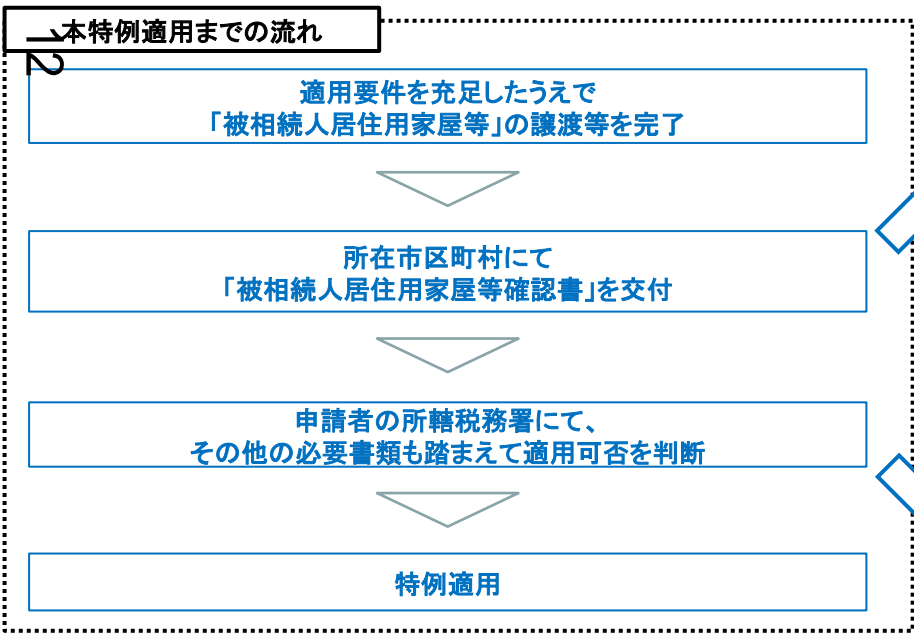 本特例適用までの流れ
12
適用要件を充足したうえで
「被相続人居住用家屋等」の譲渡等を完了
所在市区町村にて
「被相続人居住用家屋等確認書」を交付
申請者の所轄税務署にて、
その他の必要書類も踏まえて適用可否を判断
特例適用